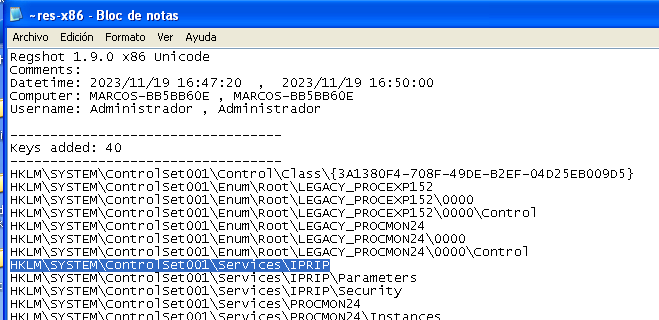 ~res-x86 - Bloc de notas
Archivo Edición Formato Ver Ayuda
Regshot 1.9.0 x86 Unicode
Comments:
Datetime: 2023/11/19 16:47:20 , 2023/11/19 16:50:00
Computer: MARCOS-BB5BB60E , MARCOS-BB5BB60E
Username: Administrador , Administrador
----------------------------------
Keys added: 40
----------------------------------
HKLM\SYSTEM\ControlSet001\Control\Class\{3A1380F4-708F-49DE-B2EF-04D25EB009D5}
HKLM\SYSTEM\ControlSet001\Enum\Root\LEGACY_PROCEXP152
HKLM\SYSTEM\ControlSet001\Enum\Root\LEGACY_PROCEXP152\0000
HKLM\SYSTEM\ControlSet001\Enum\Root\LEGACY_PROCEXP152\0000\Control
HKLM\SYSTEM\ControlSet001\Enum\Root\LEGACY_PROCMON24
HKLM\SYSTEM\ControlSet001\Enum\Root\LEGACY_PROCMON24\0000
HKLM\SYSTEM\ControlSet001\Enum\Root\LEGACY_PROCMON24\0000\Control
HKLM\SYSTEM\ControlSet001\Services\IPRIP
HKLM\SYSTEM\ControlSet001\Services\IPRIP\Parameters
HKLM\SYSTEM\ControlSet001\Services\IPRIP\Security
HKLM\SYSTEM\ControlSet001\Services\PROCMON24
HKLM\SYSTEM\ControlSet001\Services\PROCMON24\Instances